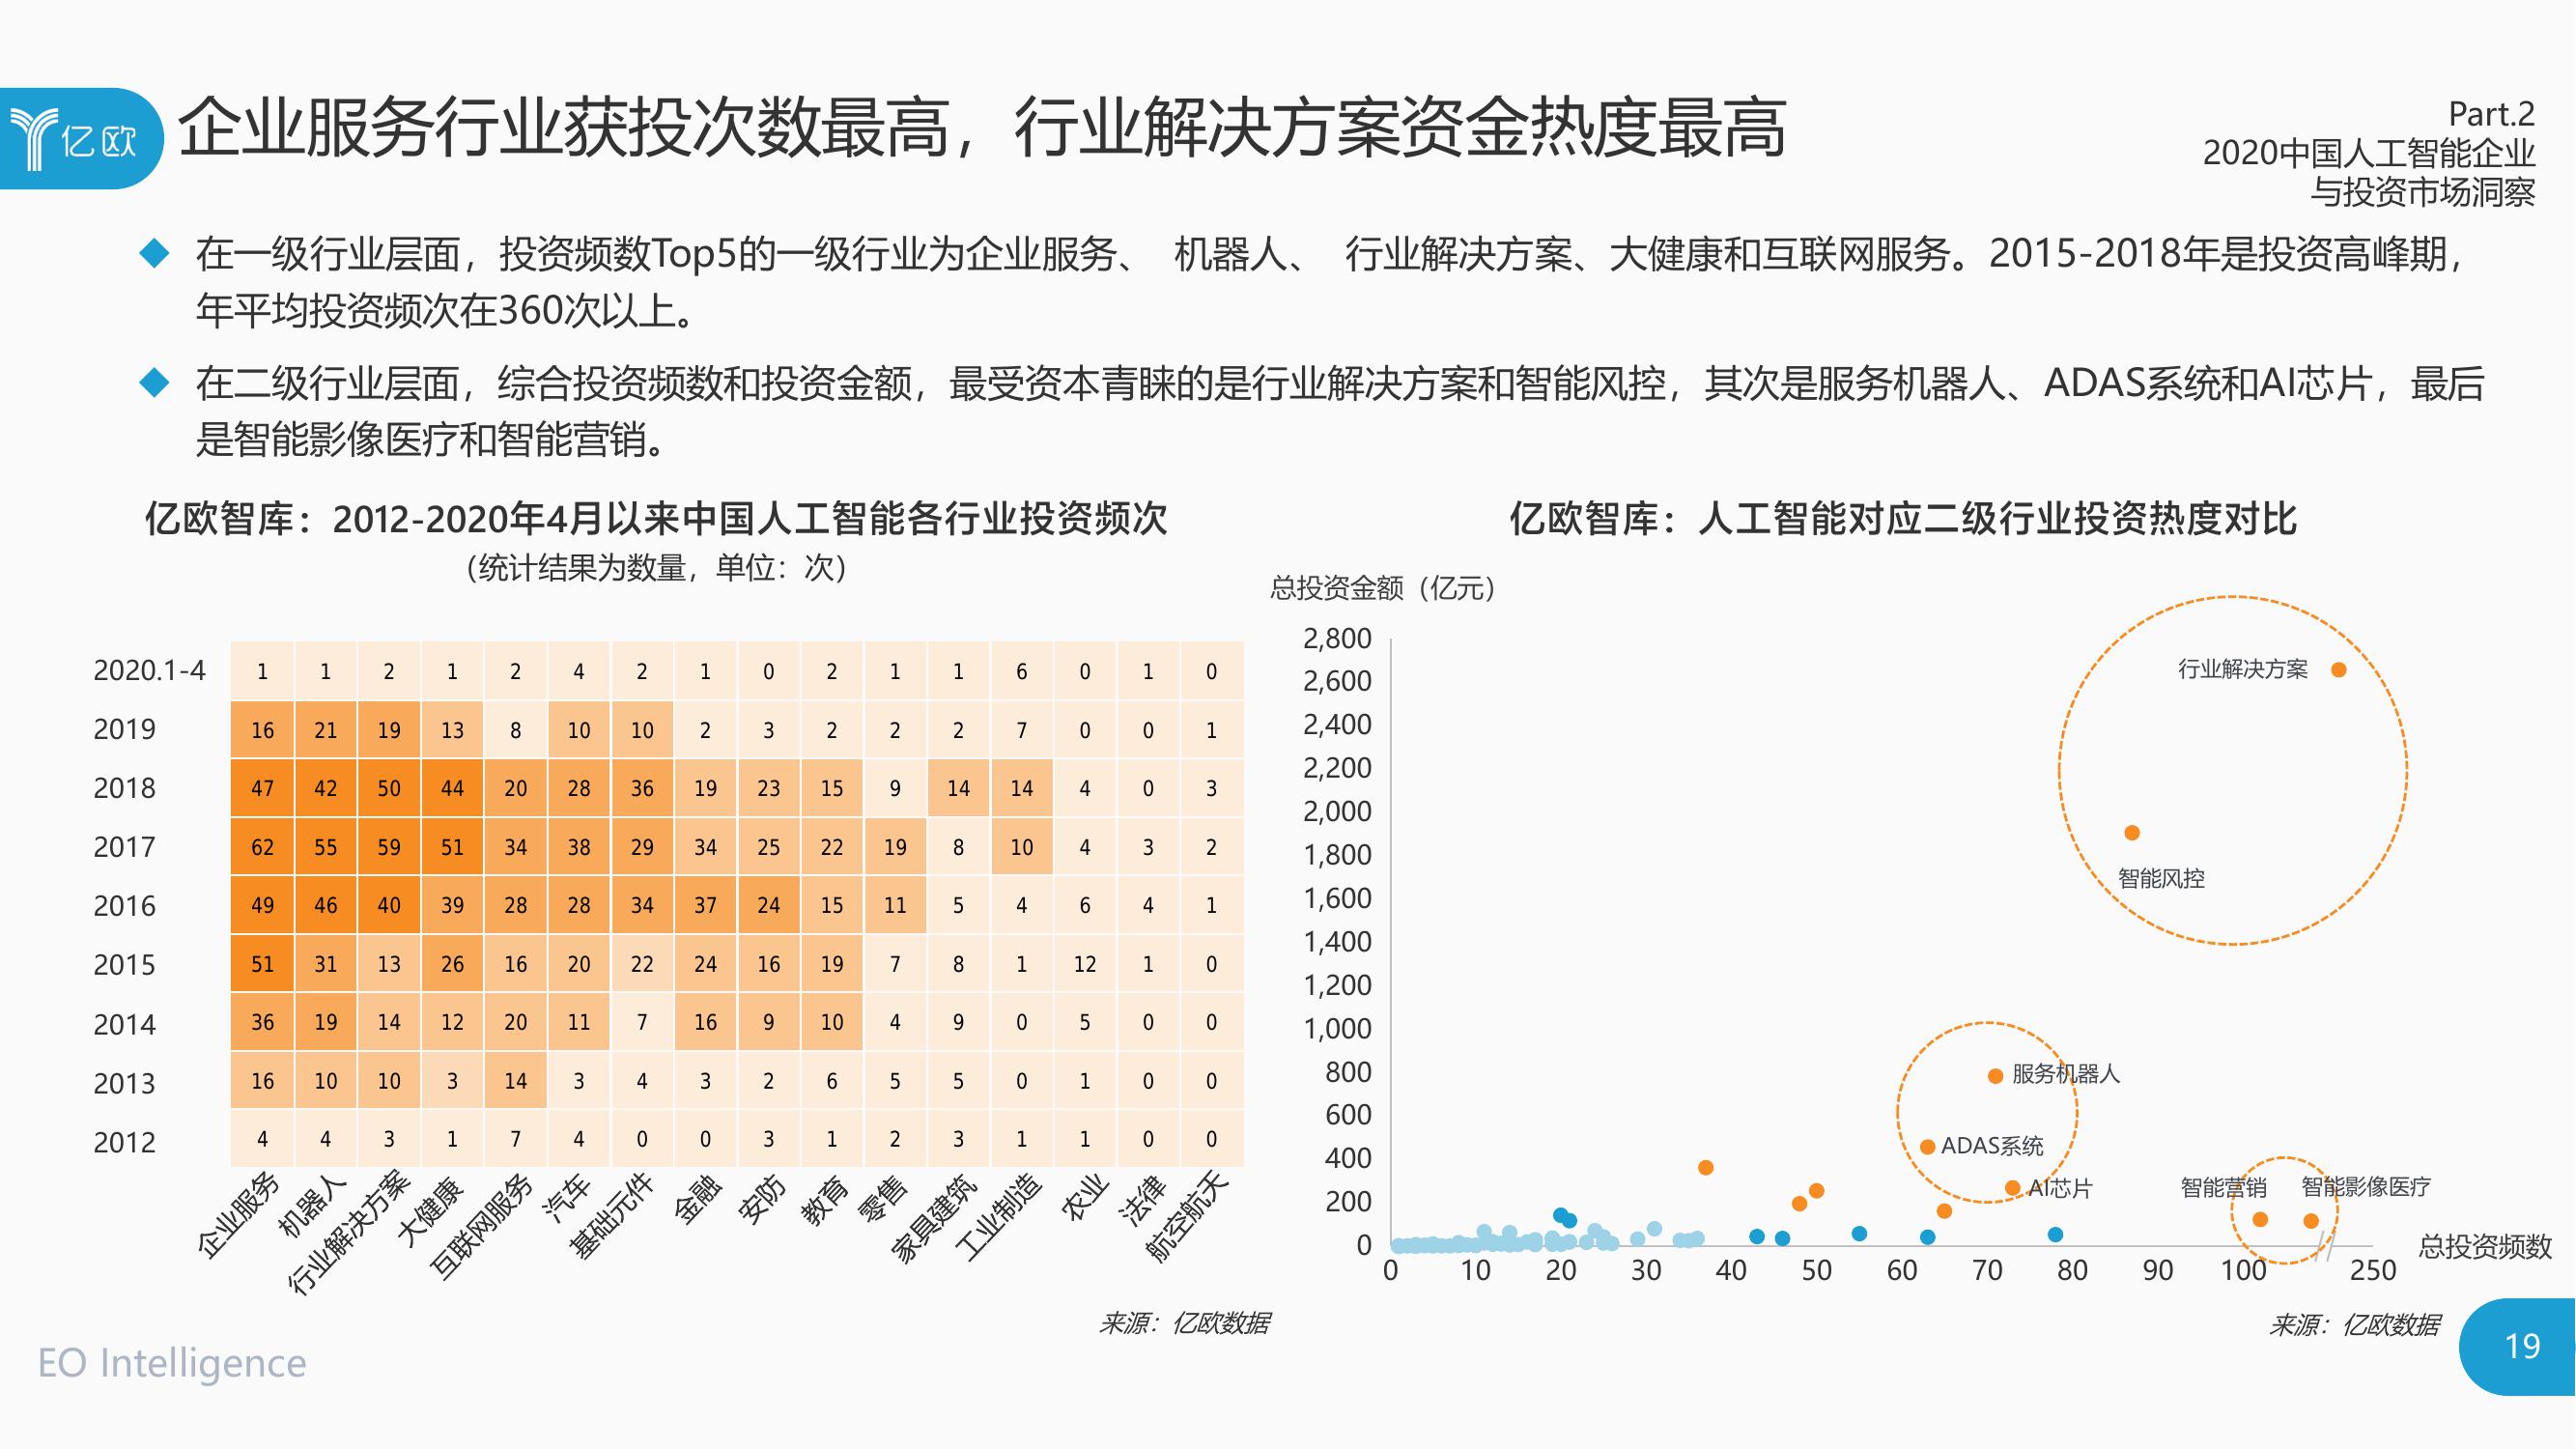 亿欧
企业服务行业获投次数最高，行业解决方案资金热度最高
Part.2
2020中国人工智能企业
与投资市场洞察
在一级行业层面，投资频数Top5的一级行业为企业服务、 机器人、 行业解决方案、大健康和互联网服务。2015-2018年是投资高峰期，
年平均投资频次在360次以上。
在二级行业层面，综合投资频数和投资金额，最受资本青睐的是行业解决方案和智能风控，其次是服务机器人、ADAS系统和AI芯片，最后
是智能影像医疗和智能营销。
亿欧智库：2012-2020年4月以来中国人工智能各行业投资频次
（统计结果为数量，单位：次）
2020.1-4 1 1 2 1 2 4 2 1 0 2 1 1 6 0 1 0
2019 16 21 19 13 8 10 10 2 3 2 2 2 7 0 0 1
2018 47 42 50 44 20 28 36 19 23 15 9 14 14 4 0 3
2017 62 55 59 51 34 38 29 34 25 22 19 8 10 4 3 2
2016 49 46 40 39 28 28 34 37 24 15 11 5 4 6 4 1
2015 51 31 13 26 16 20 22 24 16 19 7 8 1 12 1 0
2014 36 19 14 12 20 11 7 16 9 10 4 9 0 5 0 0
2013 16 10 10 3 14 3 4 3 2 6 5 5 0 1 0 0
2012 4 4 3 1 7 4 0 0 3 1 2 3 1 1 0 0
企业服务 机器人 行业解决方案 大健康 互联网服务 汽车 基础元件 金融 安防 教育 零售 家具建筑 工业制造 农业 法律 航空航天
来源：亿欧数据
亿欧智库：人工智能对应二级行业投资热度对比
总投资金额（亿元）
2,800
2,600
2,400
2,200
2,000
1,800
1,600
1,400
1,200
1,000
800
600
400
200
0
行业解决方案
智能风控
服务机器人
ADAS系统
AI芯片
智能营销
智能影像医疗
0 10 20 30 40 50 60 70 80 90 100 250
总投资频数
来源：亿欧数据
EO Intelligence
19